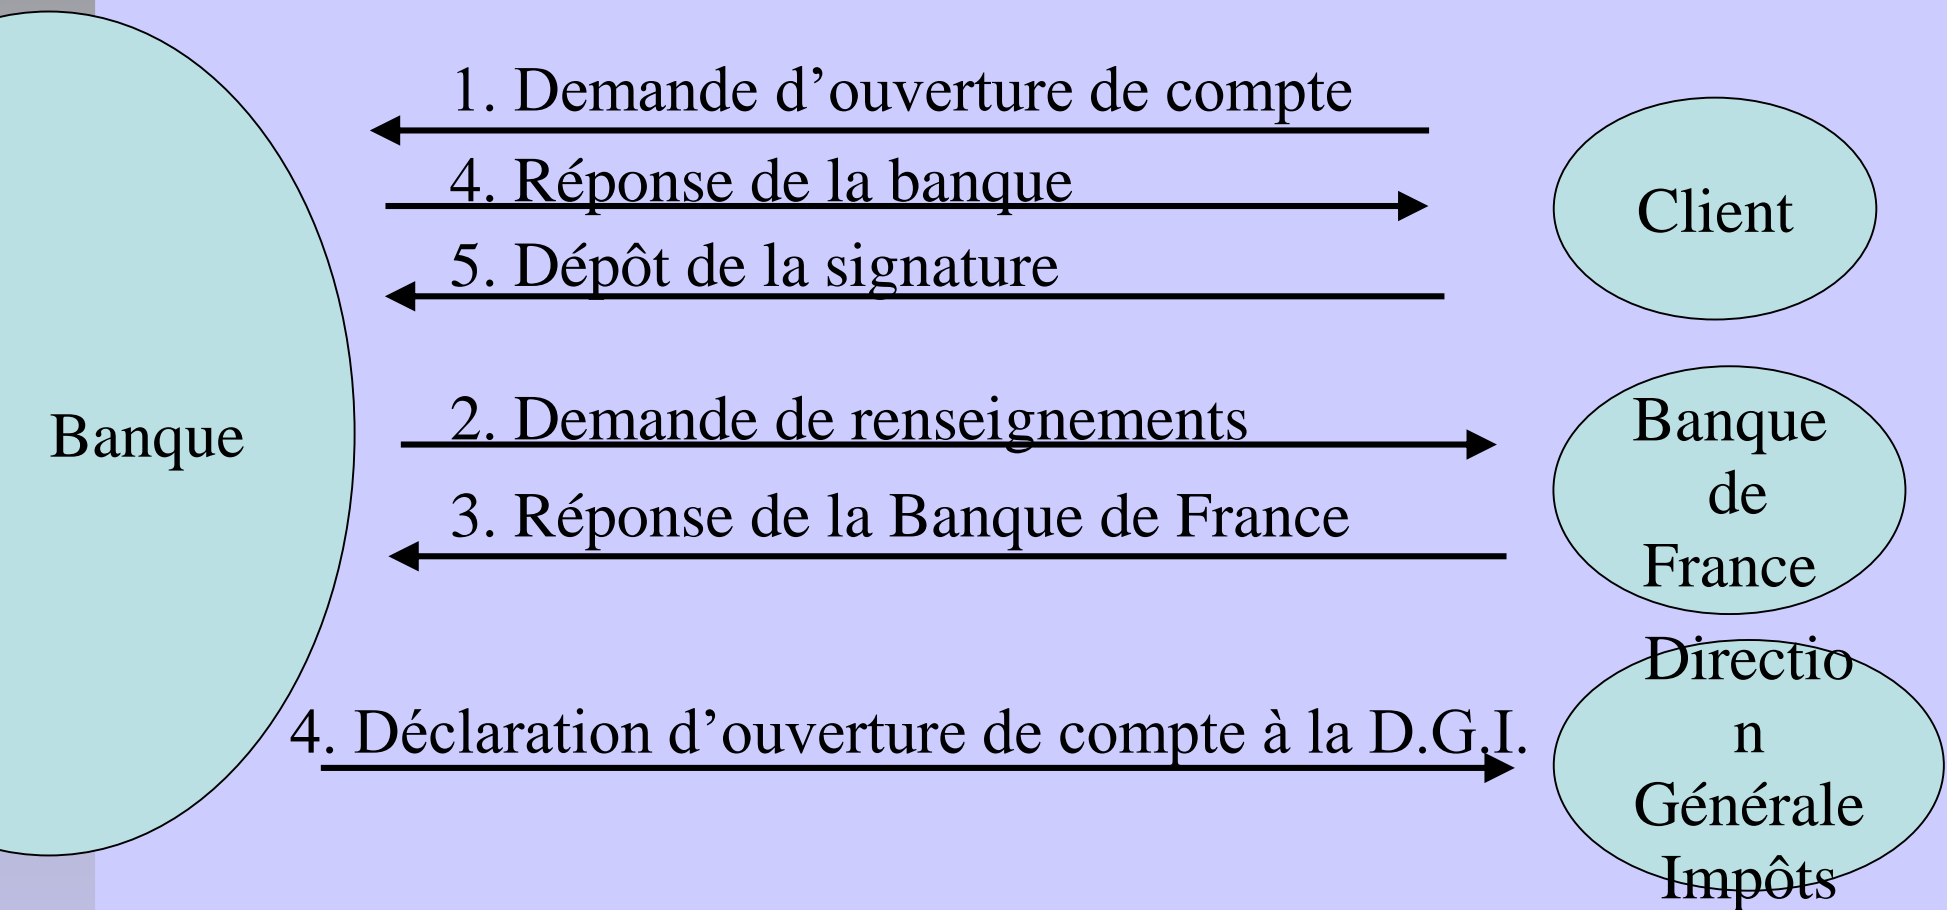 1. Demande d’ouverture de compte
4. Réponse de la banque
5. Dépôt de la signature
Client
Banque
2. Demande de renseignements
3. Réponse de la Banque de France
Banque
de
France
4. Déclaration d’ouverture de compte à la D.G.I.
Directio
n
Générale
Impôts